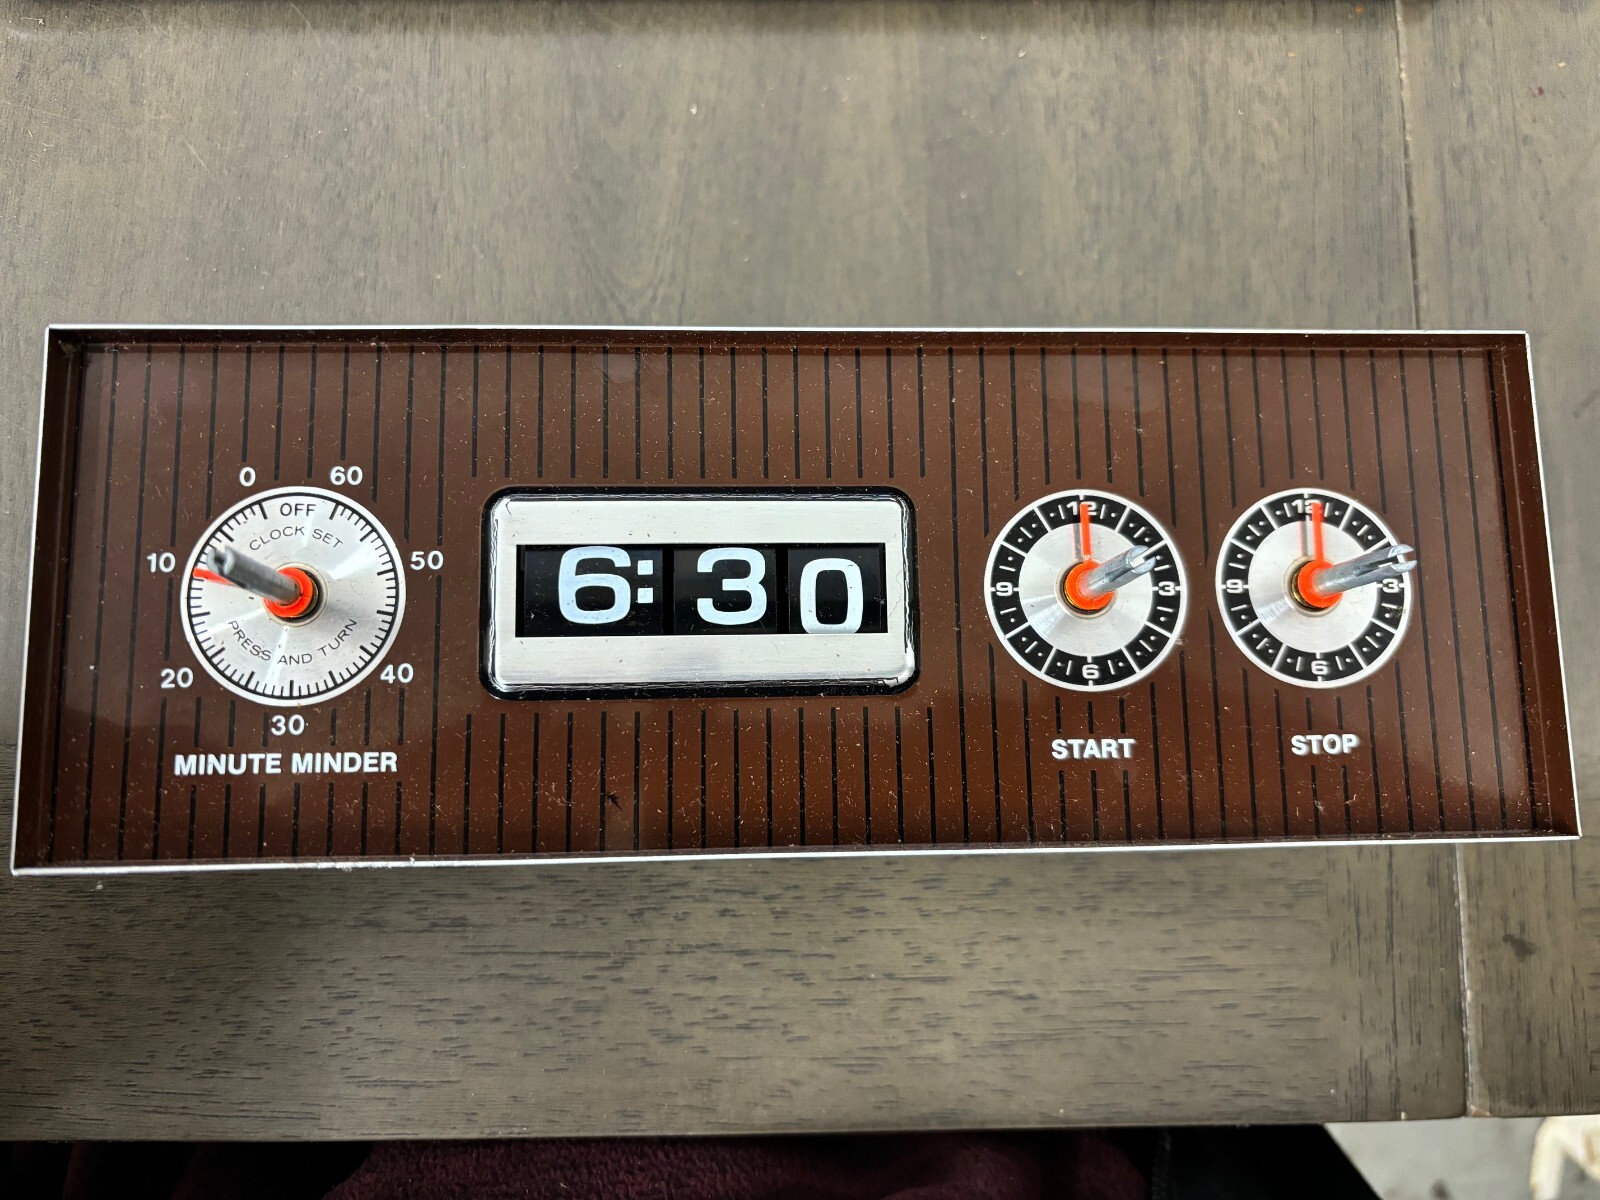 0 60
OFF
CLOCK SET
10 50
PRESS AND TURN
20 40
30
MINUTE MINDER
6:30
12
9 3
6
START
12
9 3
6
STOP